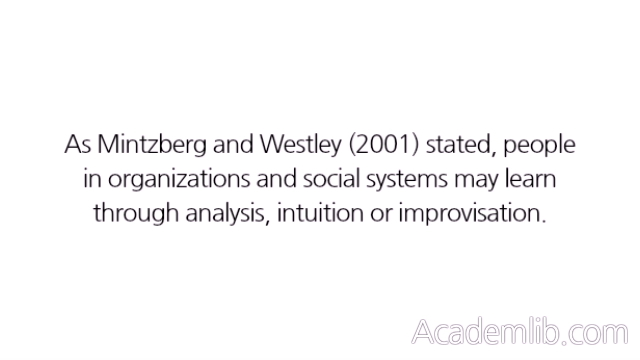 As Mintzberg and Westley (2001) stated, people
in organizations and social systems may learn
through analysis, intuition or improvisation.
Academlib.com